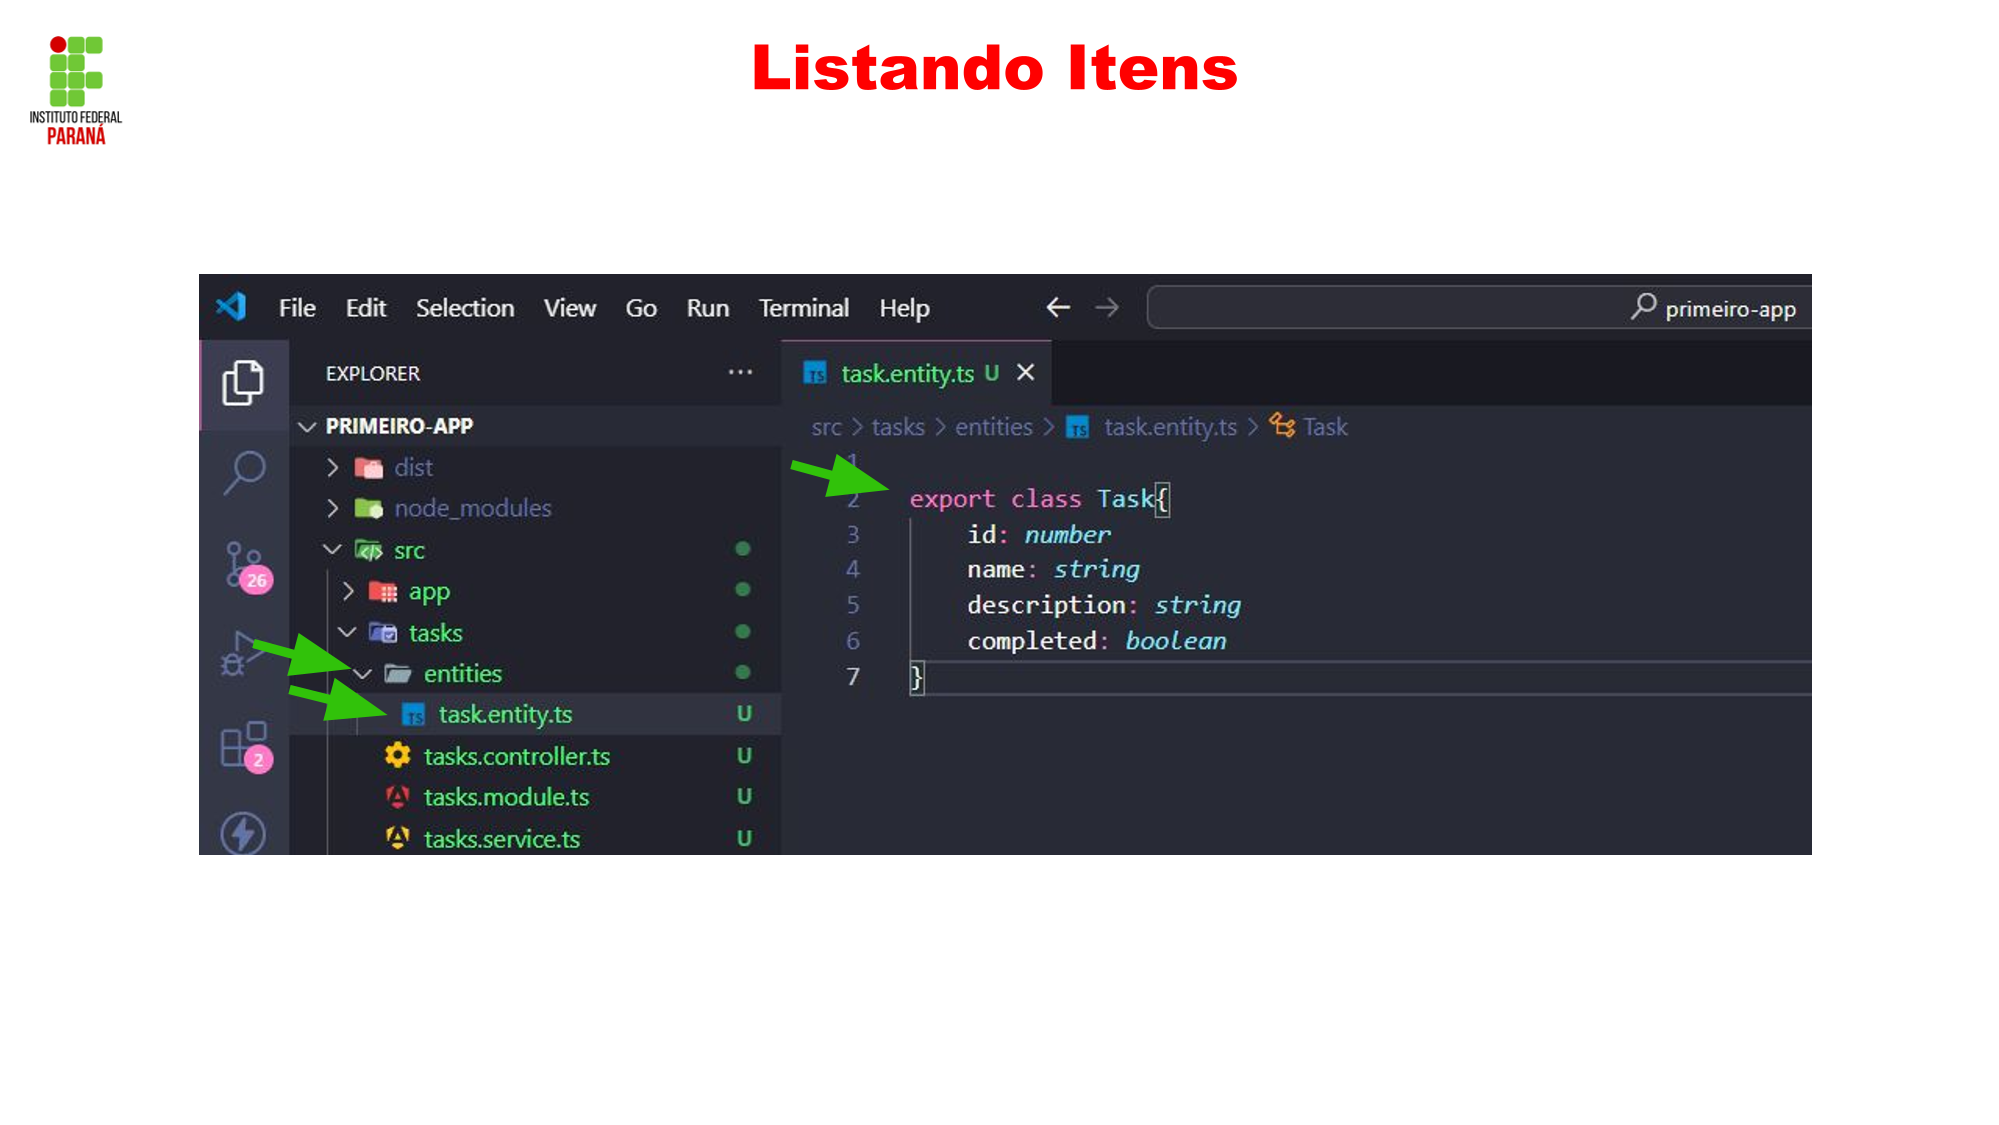 INSTITUTO FEDERAL
PARANÁ
Listando Itens
File Edit Selection View Go Run Terminal Help
primeiro-app
EXPLORER
PRIMEIRO-APP
dist
node_modules
src
app
tasks
entities
task.entity.ts U
tasks.controller.ts U
tasks.module.ts U
tasks.service.ts U
26
2
TS task.entity.ts U
src > tasks > entities > TS task.entity.ts > Task
1
2 export class Task{
3 id: number
4 name: string
5 description: string
6 completed: boolean
7 }